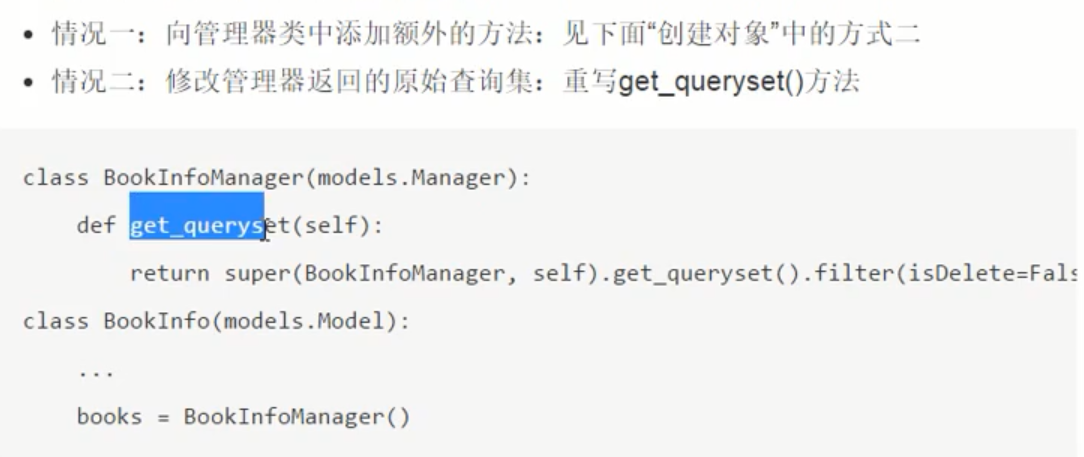 情况一：向管理器类中添加额外的方法：见下面“创建对象”中的方式二
情况二：修改管理器返回的原始查询集：重写get_queryset()方法
class BookInfoManager(models.Manager):
def get_queryset(self):
return super(BookInfoManager, self).get_queryset().filter(isDelete=Fals
class BookInfo(models.Model):
...
books = BookInfoManager()